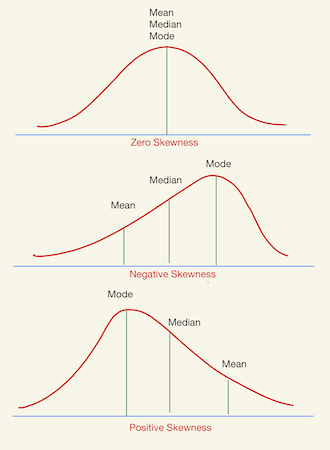 Mean
Median
Mode
Zero Skewness
Mode
Median
Mean
Negative Skewness
Mode
Median
Mean
Positive Skewness